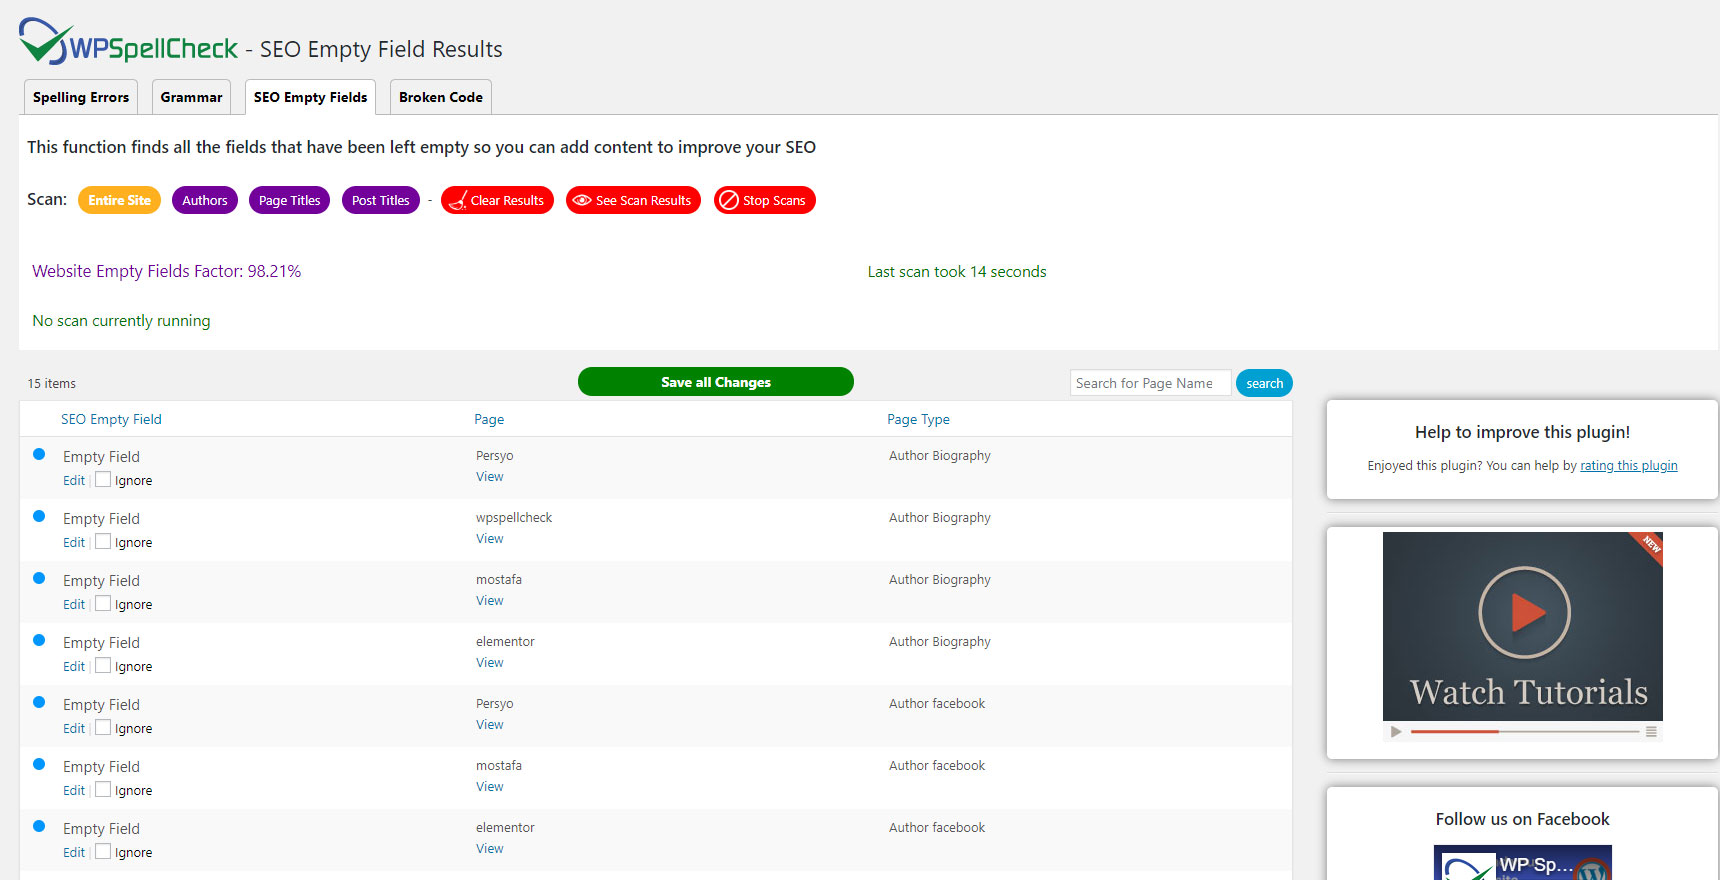 WPSpellCheck - SEO Empty Field Results
Spelling Errors Grammar SEO Empty Fields Broken Code
This function finds all the fields that have been left empty so you can add content to improve your SEO
Scan: Entire Site Authors Page Titles Post Titles - Clear Results See Scan Results Stop Scans
Website Empty Fields Factor: 98.21% Last scan took 14 seconds
No scan currently running
15 items Save all Changes Search for Page Name search
SEO Empty Field Page Page Type
Empty Field Persyo Author Biography
Edit | Ignore View
Empty Field wpspellcheck Author Biography
Edit | Ignore View
Empty Field mostafa Author Biography
Edit | Ignore View
Empty Field elementor Author Biography
Edit | Ignore View
Empty Field Persyo Author facebook
Edit | Ignore View
Empty Field mostafa Author facebook
Edit | Ignore View
Empty Field elementor Author facebook
Edit | Ignore View
Help to improve this plugin!
Enjoyed this plugin? You can help by rating this plugin
NEW
Watch Tutorials
Follow us on Facebook
WP Sp...